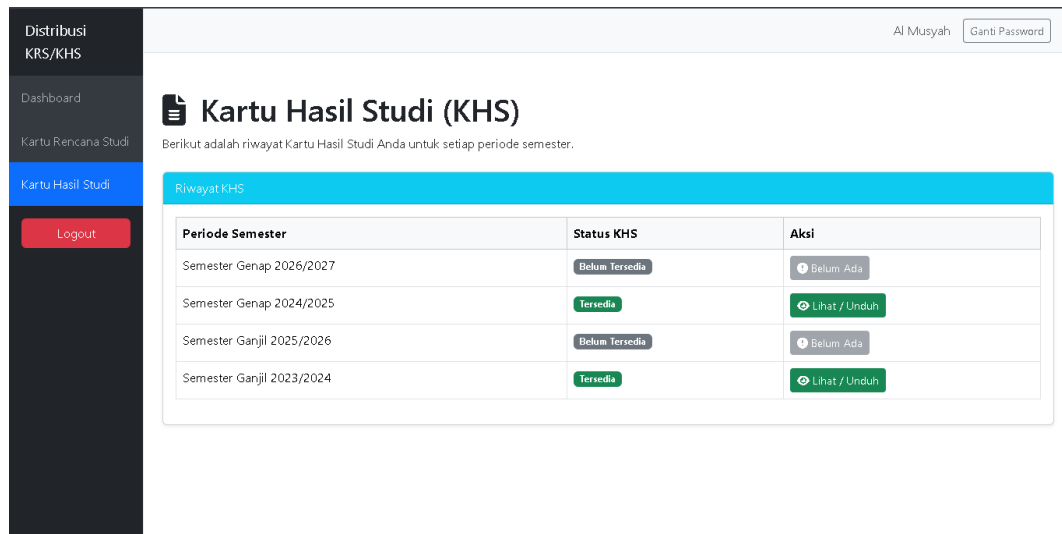 Distribusi
KRS/KHS
Al Musyah
Ganti Password
Dashboard
Kartu Rencana Studi
Kartu Hasil Studi
Logout
Kartu Hasil Studi (KHS)
Berikut adalah riwayat Kartu Hasil Studi Anda untuk setiap periode semester.
Riwayat KHS
Periode Semester Status KHS Aksi
Semester Genap 2026/2027 Belum Tersedia Belum Ada
Semester Genap 2024/2025 Tersedia Lihat / Unduh
Semester Ganjil 2025/2026 Belum Tersedia Belum Ada
Semester Ganjil 2023/2024 Tersedia Lihat / Unduh